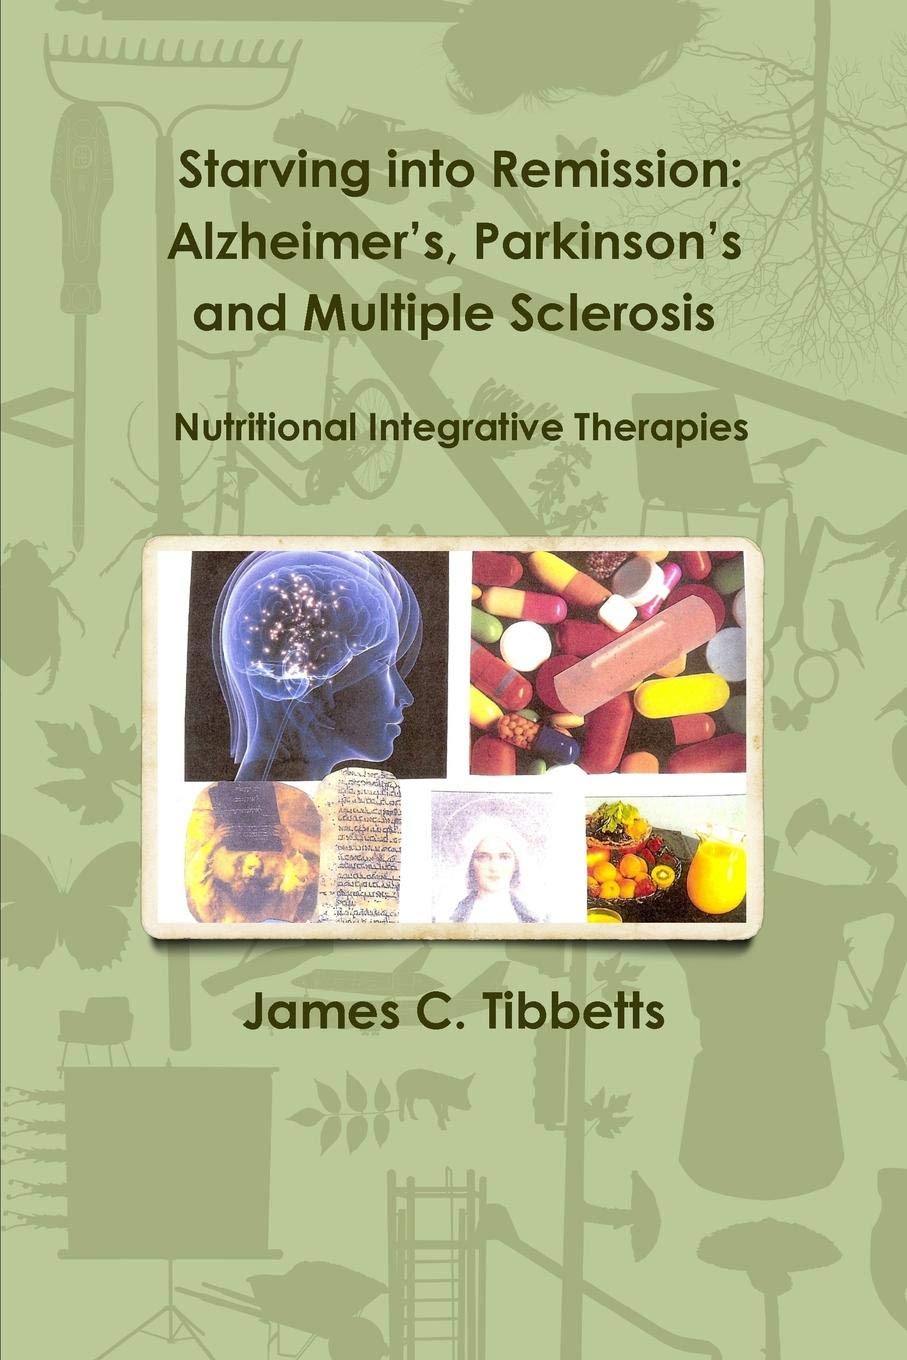 Starving into Remission:
Alzheimer's, Parkinson's
and Multiple Sclerosis
Nutritional Integrative Therapies
James C. Tibbetts